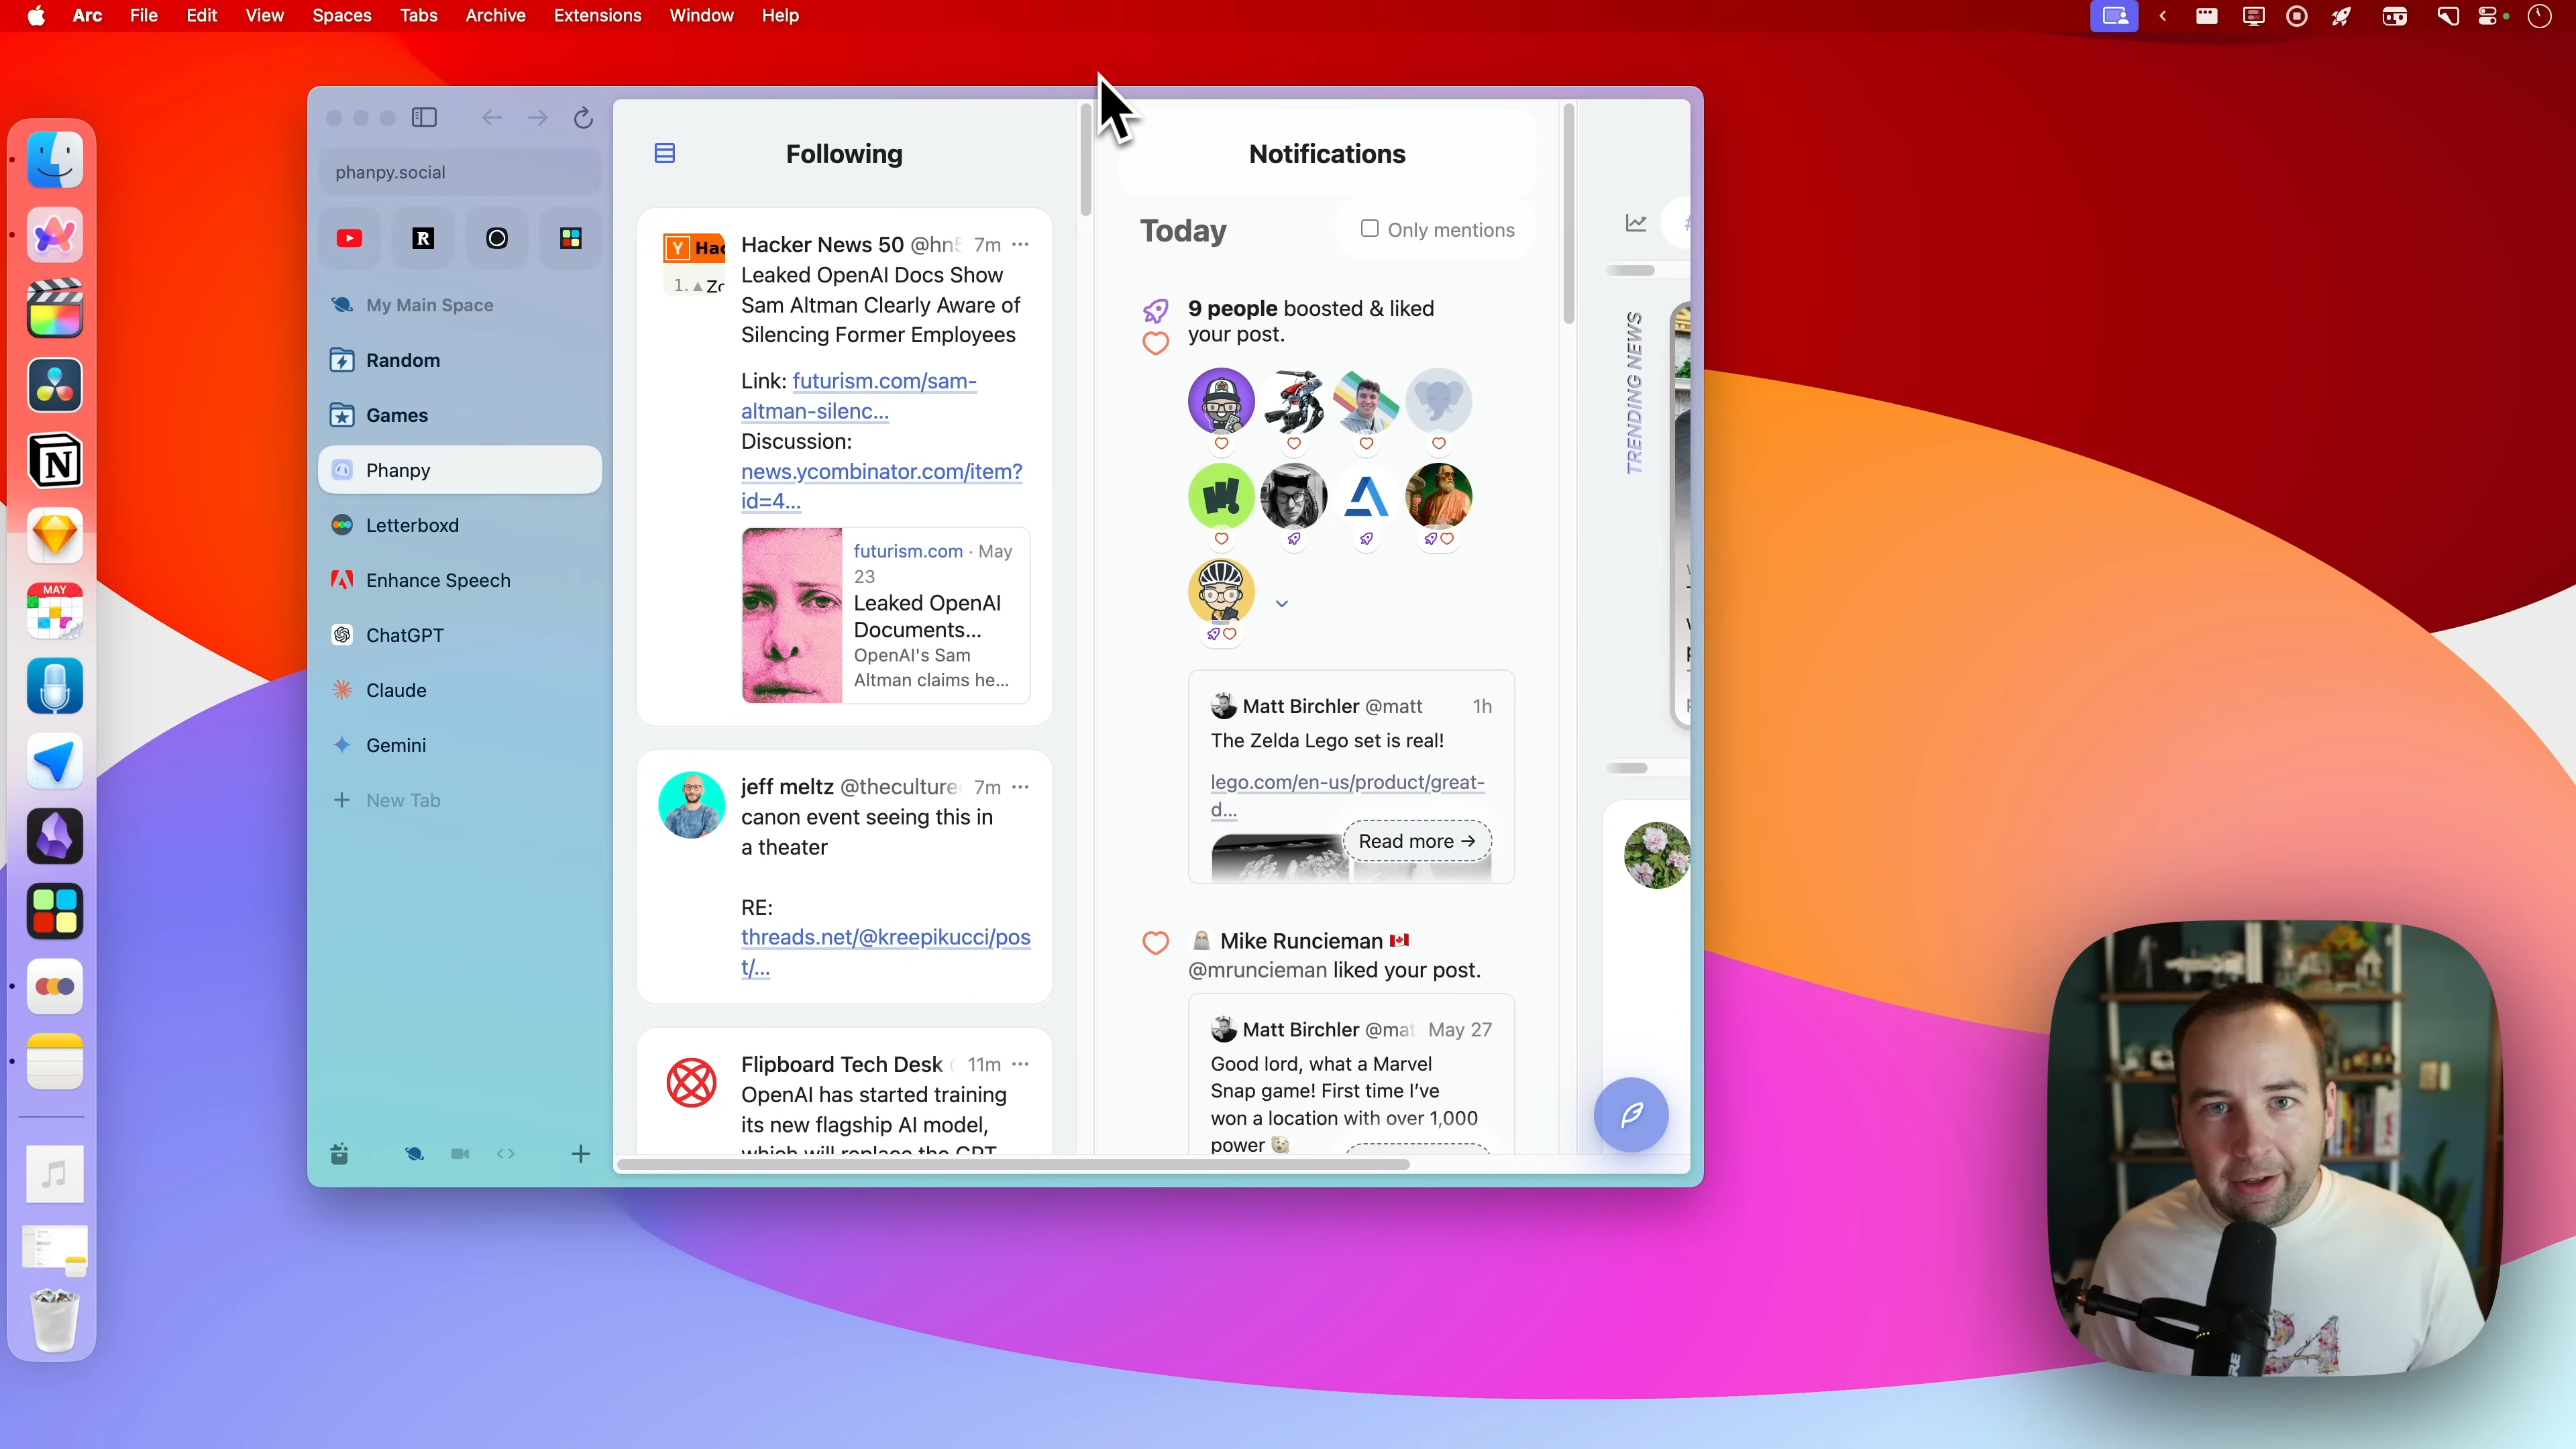 Arc File Edit View Spaces Tabs Archive Extensions Window Help
phanpy.social
My Main Space
Random
Games
Phanpy
Letterboxd
Enhance Speech
ChatGPT
Claude
Gemini
New Tab
MAY
Following
Hacker News 50 @hn5 7m ···
Leaked OpenAI Docs Show
Sam Altman Clearly Aware of
Silencing Former Employees
Link: futurism.com/sam-
altman-silenc...
Discussion:
news.ycombinator.com/item?
id=4...
futurism.com · May
23
Leaked OpenAI
Documents...
OpenAI's Sam
Altman claims he...
jeff meltz @theculture 7m ···
canon event seeing this in
a theater
RE:
threads.net/@kreepikucci/pos
t/...
Flipboard Tech Desk 11m ···
OpenAI has started training
its new flagship AI model,
which will replace the GPT
Notifications
Today
Only mentions
9 people boosted & liked
your post.
Matt Birchler @matt 1h
The Zelda Lego set is real!
lego.com/en-us/product/great-
d...
Read more →
Mike Runcieman 🇨🇦
@mruncieman liked your post.
Matt Birchler @mat May 27
Good lord, what a Marvel
Snap game! First time I've
won a location with over 1,000
power
TRENDING NEWS